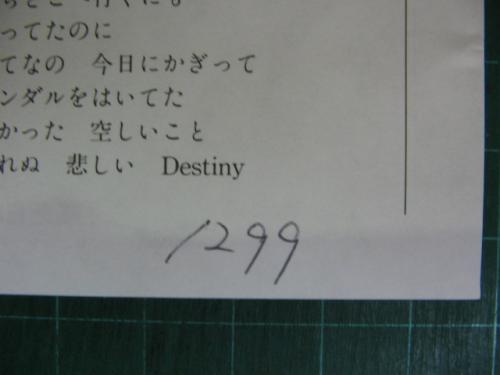 ってたのに
てなの　今日にかぎって
ンダルをはいてた
かった　空しいこと
れぬ　悲しい　Destiny
1299